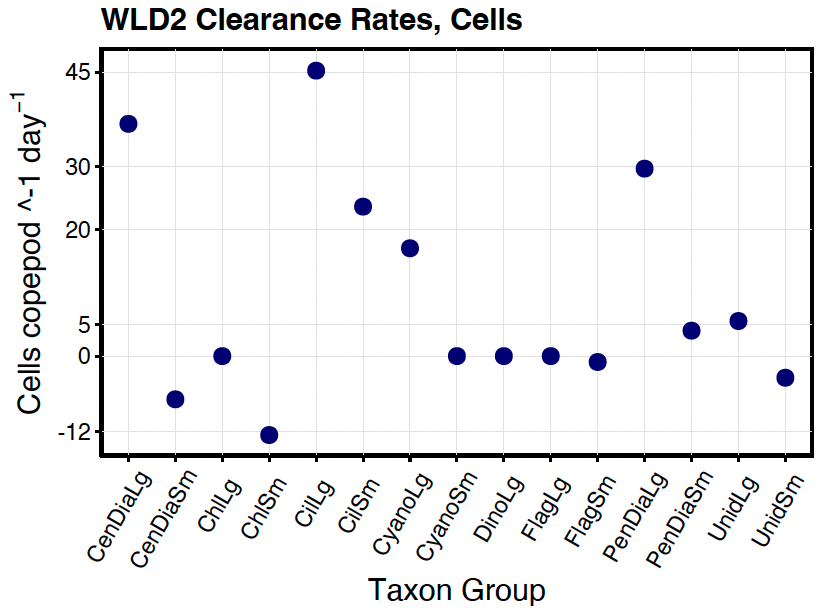 WLD2 Clearance Rates, Cells
Cells copepod ^-1 day⁻¹
45
30
20
5
0
-12
CenDiaLg
CenDiaSm
ChlLg
ChlSm
CilLg
CilSm
CyanoLg
CyanoSm
DinoLg
FlagLg
FlagSm
PenDiaLg
PenDiaSm
UnidLg
UnidSm
Taxon Group